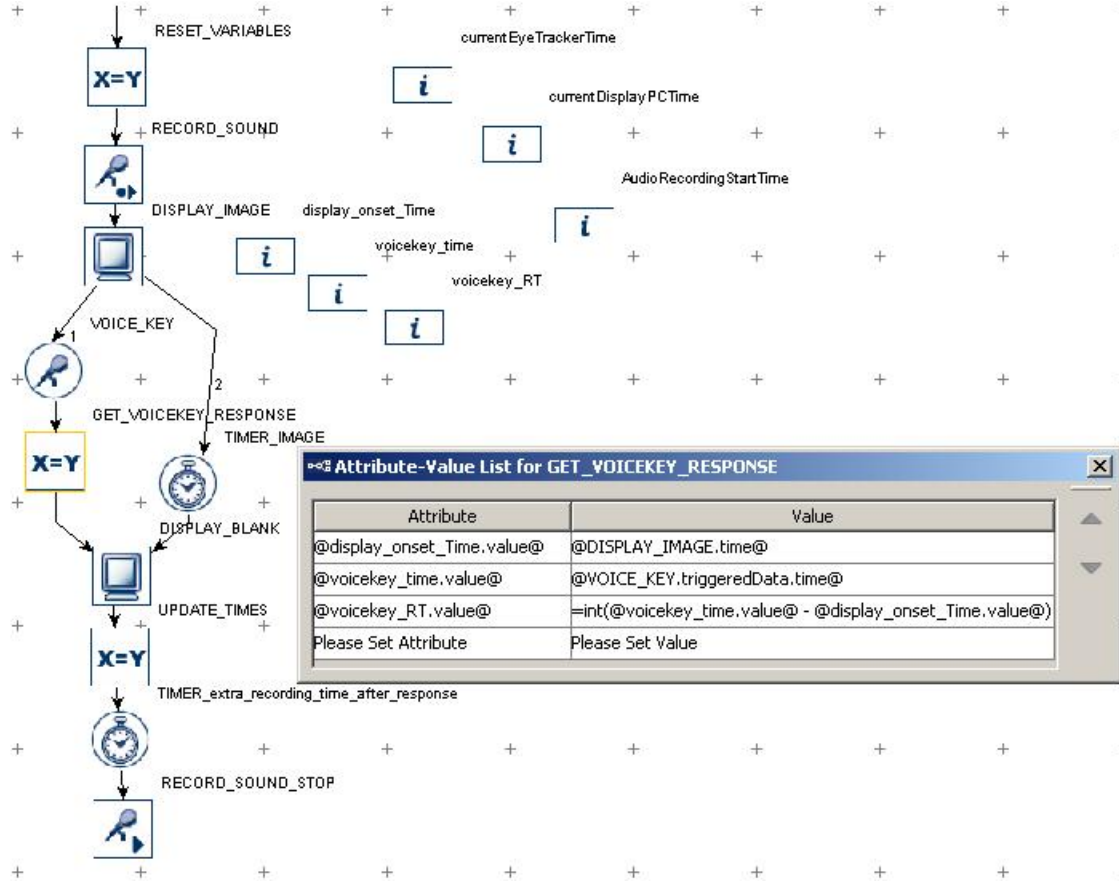 RESET_VARIABLES
currentEyeTrackerTime
X=Y
i
currentDisplayPCTime
RECORD_SOUND
i
AudioRecordingStartTime
DISPLAY_IMAGE
display_onset_Time
i
voicekey_time
i
voicekey_RT
i
VOICE_KEY
i
1
2
GET_VOICEKEY_RESPONSE
TIMER_IMAGE
X=Y
Attribute-Value List for GET_VOICEKEY_RESPONSE
Attribute Value
@display_onset_Time.value@ @DISPLAY_IMAGE.time@
@voicekey_time.value@ @VOICE_KEY.triggeredData.time@
@voicekey_RT.value@ =int(@voicekey_time.value@ - @display_onset_Time.value@)
Please Set Attribute Please Set Value
DISPLAY_BLANK
UPDATE_TIMES
X=Y
TIMER_extra_recording_time_after_response
RECORD_SOUND_STOP